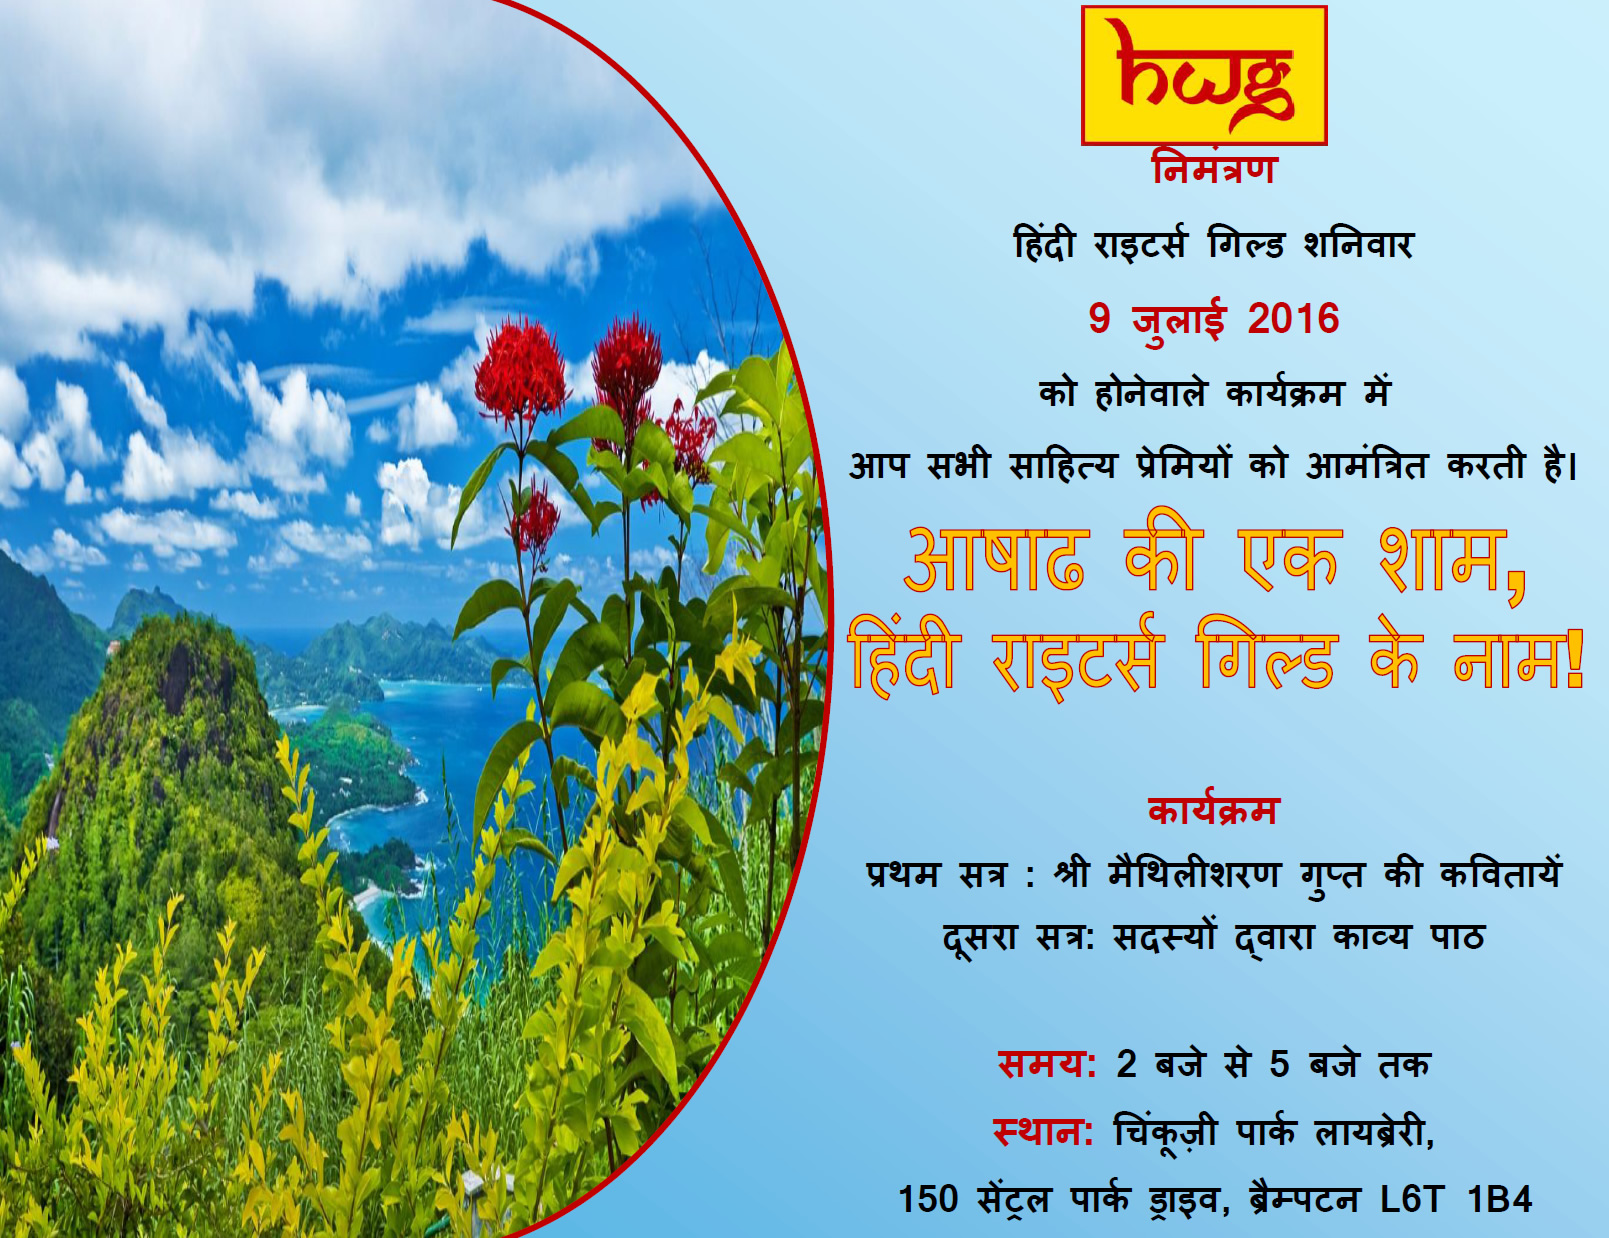 hwg
निमंत्रण
हिंदी राइटर्स गिल्ड शनिवार
9 जुलाई 2016
को होनेवाले कार्यक्रम में
आप सभी साहित्य प्रेमियों को आमंत्रित करती है।
आषाढ की एक शाम,
हिंदी राइटर्स गिल्ड के नाम!
कार्यक्रम
प्रथम सत्र : श्री मैथिलीशरण गुप्त की कवितायें
दूसरा सत्र: सदस्यों द्वारा काव्य पाठ
समय: 2 बजे से 5 बजे तक
स्थान: चिंकूज़ी पार्क लायब्रेरी,
150 सेंट्रल पार्क ड्राइव, ब्रैम्पटन L6T 1B4